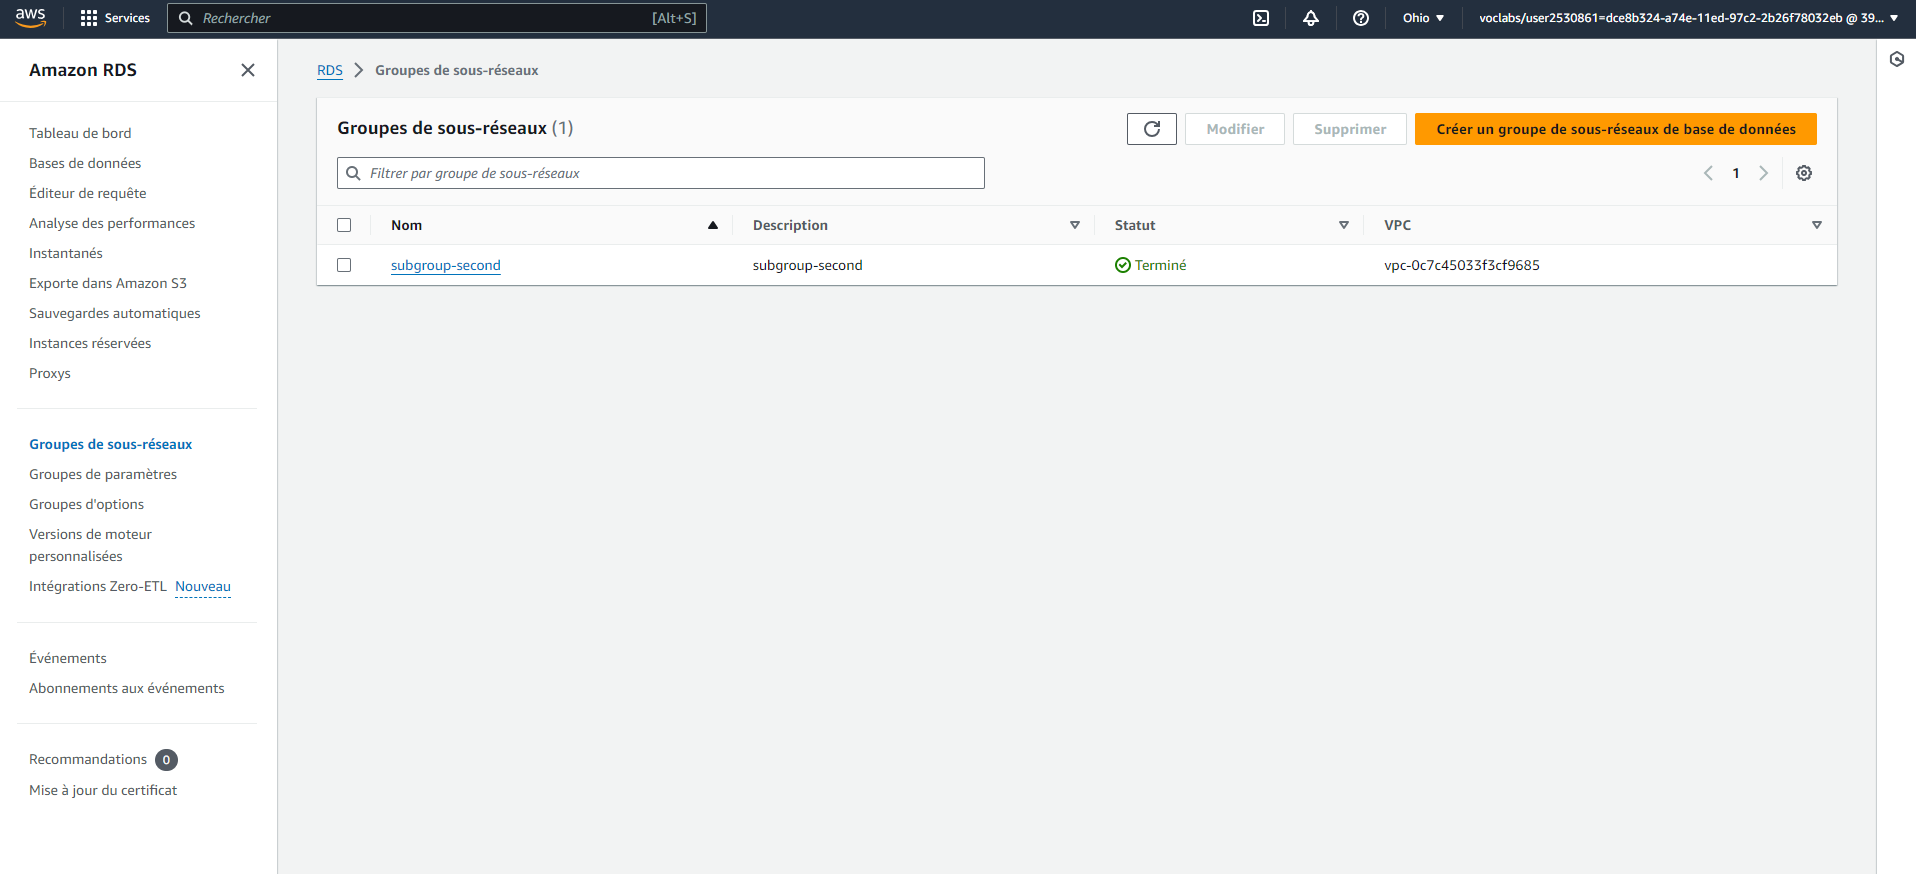 aws
Services
Rechercher
[Alt+S]
Ohio
voclabs/user2530861=dce8b324-a74e-11ed-97c2-2b26f78032eb @ 39...
Amazon RDS
Tableau de bord
Bases de données
Éditeur de requête
Analyse des performances
Instantanés
Exporte dans Amazon S3
Sauvegardes automatiques
Instances réservées
Proxys
Groupes de sous-réseaux
Groupes de paramètres
Groupes d'options
Versions de moteur
personnalisées
Intégrations Zero-ETL Nouveau
Événements
Abonnements aux événements
Recommandations 0
Mise à jour du certificat
RDS Groupes de sous-réseaux
Groupes de sous-réseaux (1)
Modifier
Supprimer
Créer un groupe de sous-réseaux de base de données
Filtrer par groupe de sous-réseaux
1
Nom Description Statut VPC
subgroup-second subgroup-second Terminé vpc-0c7c45033f3cf9685